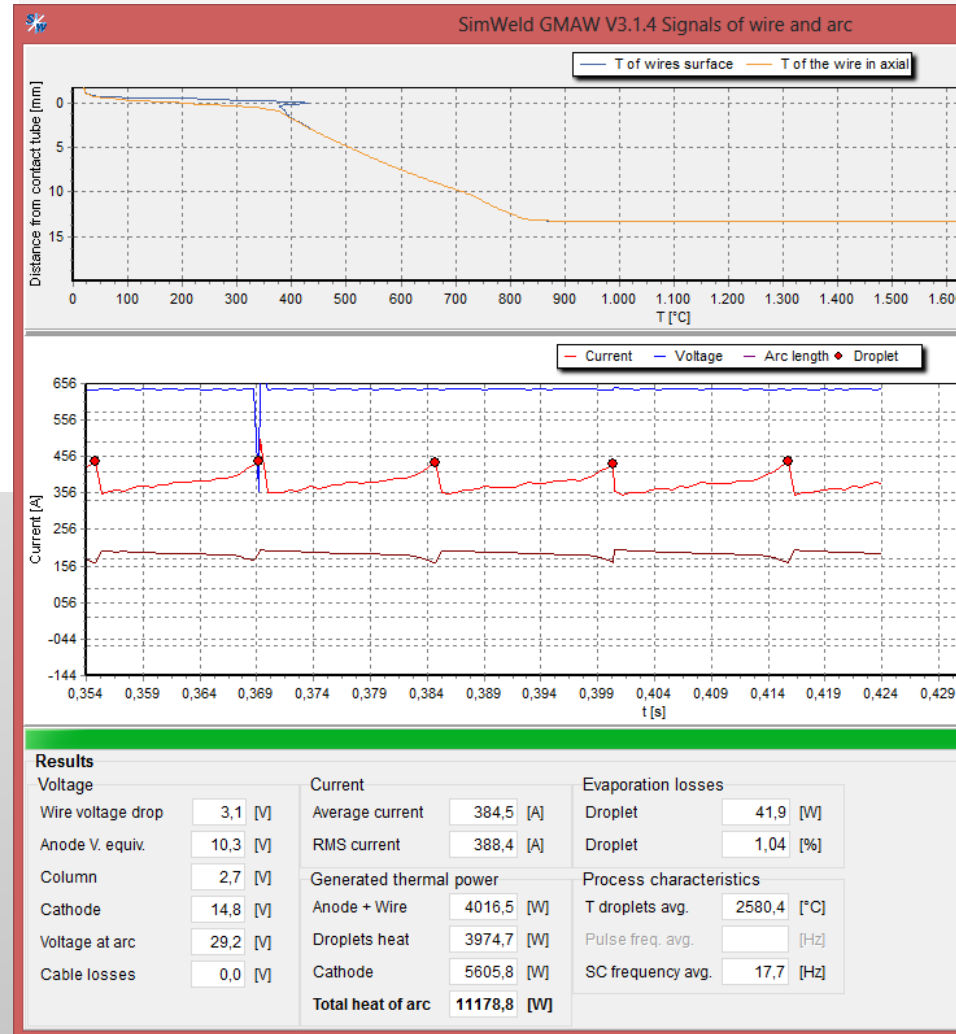 SimWeld GMAW V3.1.4 Signals of wire and arc
T of wires surface T of the wire in axial
Distance from contact tube [mm]
0
5
10
15
0 100 200 300 400 500 600 700 800 900 1.000 1.100 1.200 1.300 1.400 1.500 1.600
T [°C]
Current Voltage Arc length Droplet
Current [A]
656
556
456
356
256
156
056
-044
-144
0,354 0,359 0,364 0,369 0,374 0,379 0,384 0,389 0,394 0,399 0,404 0,409 0,414 0,419 0,424 0,429
t [s]
Results
Voltage
Wire voltage drop 3,1 [V]
Anode V. equiv. 10,3 [V]
Column 2,7 [V]
Cathode 14,8 [V]
Voltage at arc 29,2 [V]
Cable losses 0,0 [V]
Current
Average current 384,5 [A]
RMS current 388,4 [A]
Generated thermal power
Anode + Wire 4016,5 [W]
Droplets heat 3974,7 [W]
Cathode 5605,8 [W]
Total heat of arc 11178,8 [W]
Evaporation losses
Droplet 41,9 [W]
Droplet 1,04 [%]
Process characteristics
T droplets avg. 2580,4 [°C]
Pulse freq. avg. [Hz]
SC frequency avg. 17,7 [Hz]